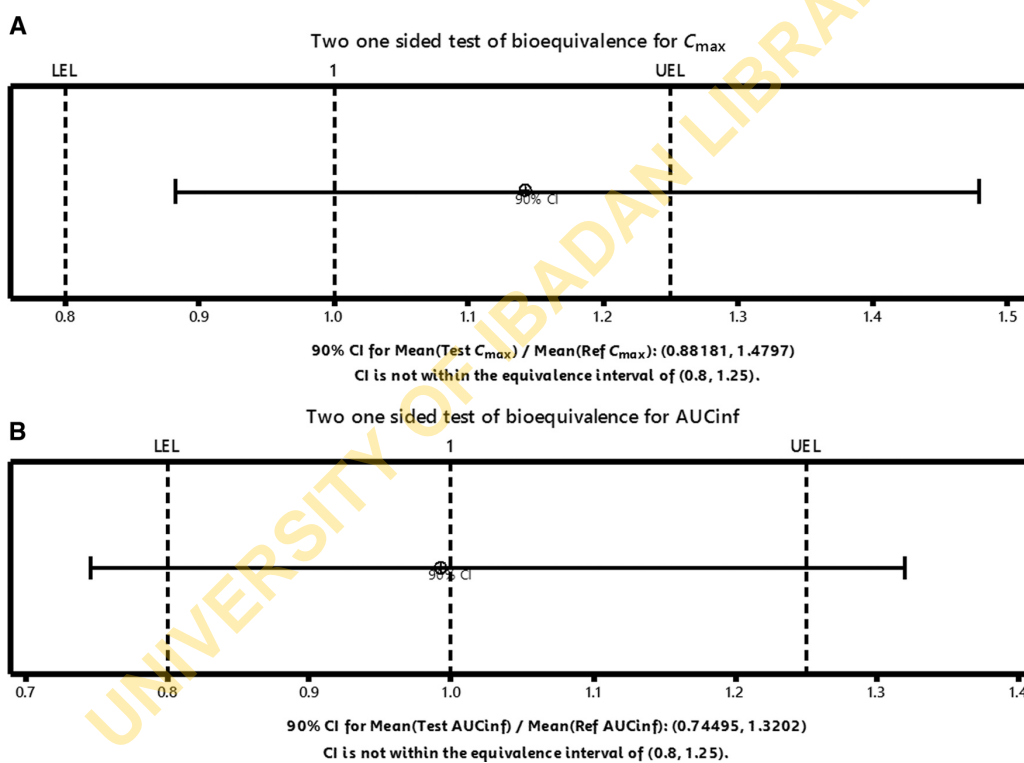 A
Two one sided test of bioequivalence for Cmax
LEL 1 UEL
90% CI
0.8 0.9 1.0 1.1 1.2 1.3 1.4 1.5
90% CI for Mean(Test Cmax) / Mean(Ref Cmax): (0.88181, 1.4797)
CI is not within the equivalence interval of (0.8, 1.25).
B
Two one sided test of bioequivalence for AUCinf
LEL 1 UEL
90% CI
0.7 0.8 0.9 1.0 1.1 1.2 1.3 1.4
90% CI for Mean(Test AUCinf) / Mean(Ref AUCinf): (0.74495, 1.3202)
CI is not within the equivalence interval of (0.8, 1.25).
UNIVERSITY OF IBADAN